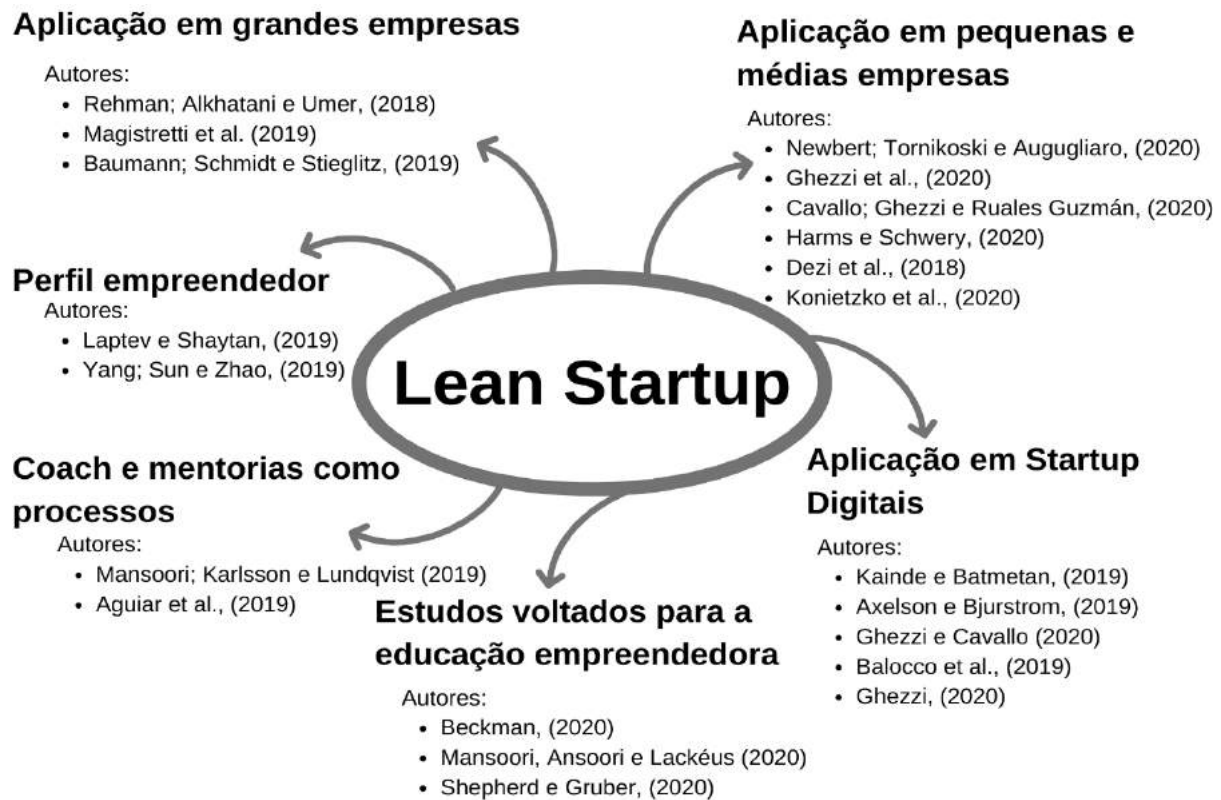 Aplicação em grandes empresas
Autores:
• Rehman; Alkhatani e Umer, (2018)
• Magistretti et al. (2019)
• Baumann; Schmidt e Stieglitz, (2019)
Aplicação em pequenas e
médias empresas
Autores:
• Newbert; Tornikoski e Augugliaro, (2020)
• Ghezzi et al., (2020)
• Cavallo; Ghezzi e Ruales Guzmán, (2020)
• Harms e Schwery, (2020)
• Dezi et al., (2018)
• Konietzko et al., (2020)
Perfil empreendedor
Autores:
• Laptev e Shaytan, (2019)
• Yang; Sun e Zhao, (2019)
Lean Startup
Coach e mentorias como
processos
Autores:
• Mansoori; Karlsson e Lundqvist (2019)
• Aguiar et al., (2019)
Aplicação em Startup
Digitais
Autores:
• Kainde e Batmetan, (2019)
• Axelson e Bjurstrom, (2019)
• Ghezzi e Cavallo (2020)
• Balocco et al., (2019)
• Ghezzi, (2020)
Estudos voltados para a
educação empreendedora
Autores:
• Beckman, (2020)
• Mansoori, Ansoori e Lackéus (2020)
• Shepherd e Gruber, (2020)